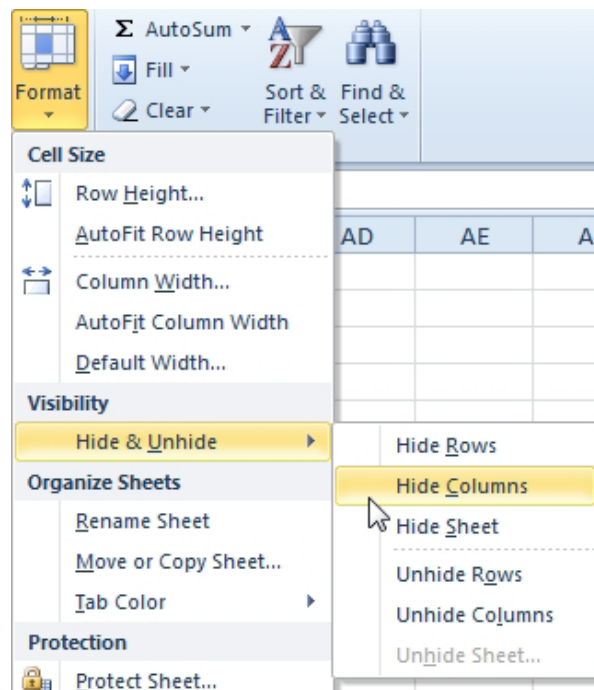 Format
Σ AutoSum
Fill
Clear
Sort &
Filter
Find &
Select
Cell Size
Row Height...
AutoFit Row Height
Column Width...
AutoFit Column Width
Default Width...
Visibility
Hide & Unhide
Organize Sheets
Rename Sheet
Move or Copy Sheet...
Tab Color
Protection
Protect Sheet...
AD AE A
Hide Rows
Hide Columns
Hide Sheet
Unhide Rows
Unhide Columns
Unhide Sheet...